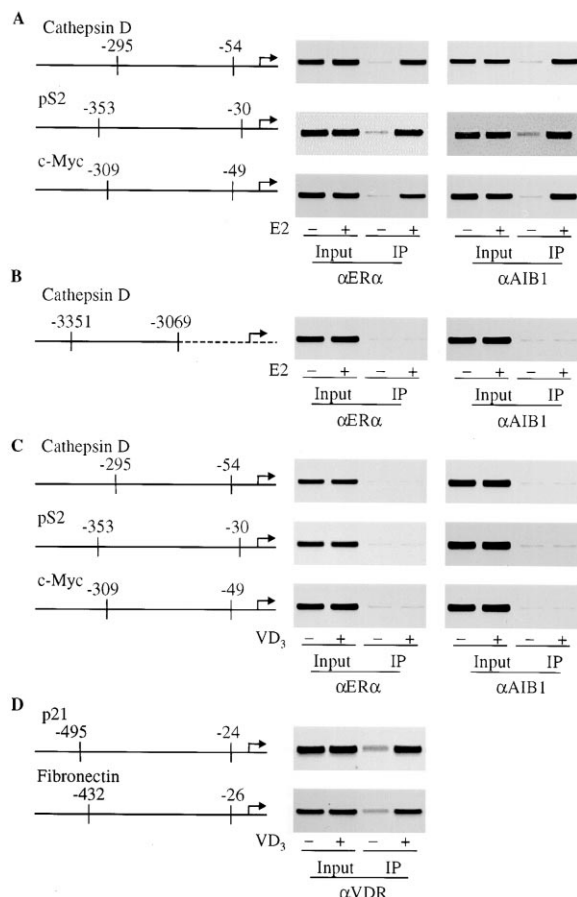 A
Cathepsin D
-295 -54
pS2
-353 -30
c-Myc
-309 -49
E2 – + – + – + – +
Input IP Input IP
αERα αAIB1
B
Cathepsin D
-3351 -3069
E2 – + – + – + – +
Input IP Input IP
αERα αAIB1
C
Cathepsin D
-295 -54
pS2
-353 -30
c-Myc
-309 -49
VD₃ – + – + – + – +
Input IP Input IP
αERα αAIB1
D
p21
-495 -24
Fibronectin
-432 -26
VD₃ – + – +
Input IP
αVDR